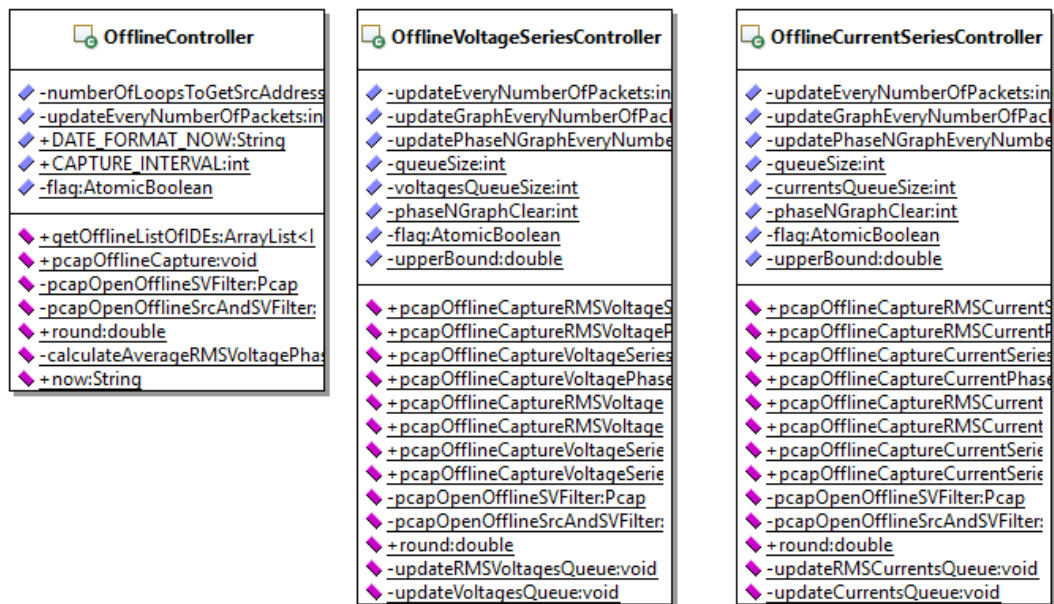 OfflineController
-numberOfLoopsToGetSrcAddress
-updateEveryNumberOfPackets:in
+DATE_FORMAT_NOW:String
+CAPTURE_INTERVAL:int
-flag:AtomicBoolean
+getOfflineListOfIDEs:ArrayList<I
+pcapOfflineCapture:void
-pcapOpenOfflineSVFilter:Pcap
-pcapOpenOfflineSrcAndSVFilter:
+round:double
-calculateAverageRMSVoltagePhas
+now:String
OfflineVoltageSeriesController
-updateEveryNumberOfPackets:in
-updateGraphEveryNumberOfPacl
-updatePhaseNGraphEveryNumbe
-queueSize:int
-voltagesQueueSize:int
-phaseNGraphClear:int
-flag:AtomicBoolean
-upperBound:double
+pcapOfflineCaptureRMSVoltageS
+pcapOfflineCaptureRMSVoltageP
+pcapOfflineCaptureVoltageSeries
+pcapOfflineCaptureVoltagePhase
+pcapOfflineCaptureRMSVoltage
+pcapOfflineCaptureRMSVoltage
+pcapOfflineCaptureVoltageSerie
+pcapOfflineCaptureVoltageSerie
-pcapOpenOfflineSVFilter:Pcap
-pcapOpenOfflineSrcAndSVFilter:
+round:double
-updateRMSVoltagesQueue:void
-updateVoltagesQueue:void
OfflineCurrentSeriesController
-updateEveryNumberOfPackets:in
-updateGraphEveryNumberOfPacl
-updatePhaseNGraphEveryNumbe
-queueSize:int
-currentsQueueSize:int
-phaseNGraphClear:int
-flag:AtomicBoolean
-upperBound:double
+pcapOfflineCaptureRMSCurrentS
+pcapOfflineCaptureRMSCurrentP
+pcapOfflineCaptureCurrentSeries
+pcapOfflineCaptureCurrentPhase
+pcapOfflineCaptureRMSCurrent
+pcapOfflineCaptureRMSCurrent
+pcapOfflineCaptureCurrentSerie
+pcapOfflineCaptureCurrentSerie
-pcapOpenOfflineSVFilter:Pcap
-pcapOpenOfflineSrcAndSVFilter:
+round:double
-updateRMSCurrentsQueue:void
-updateCurrentsQueue:void